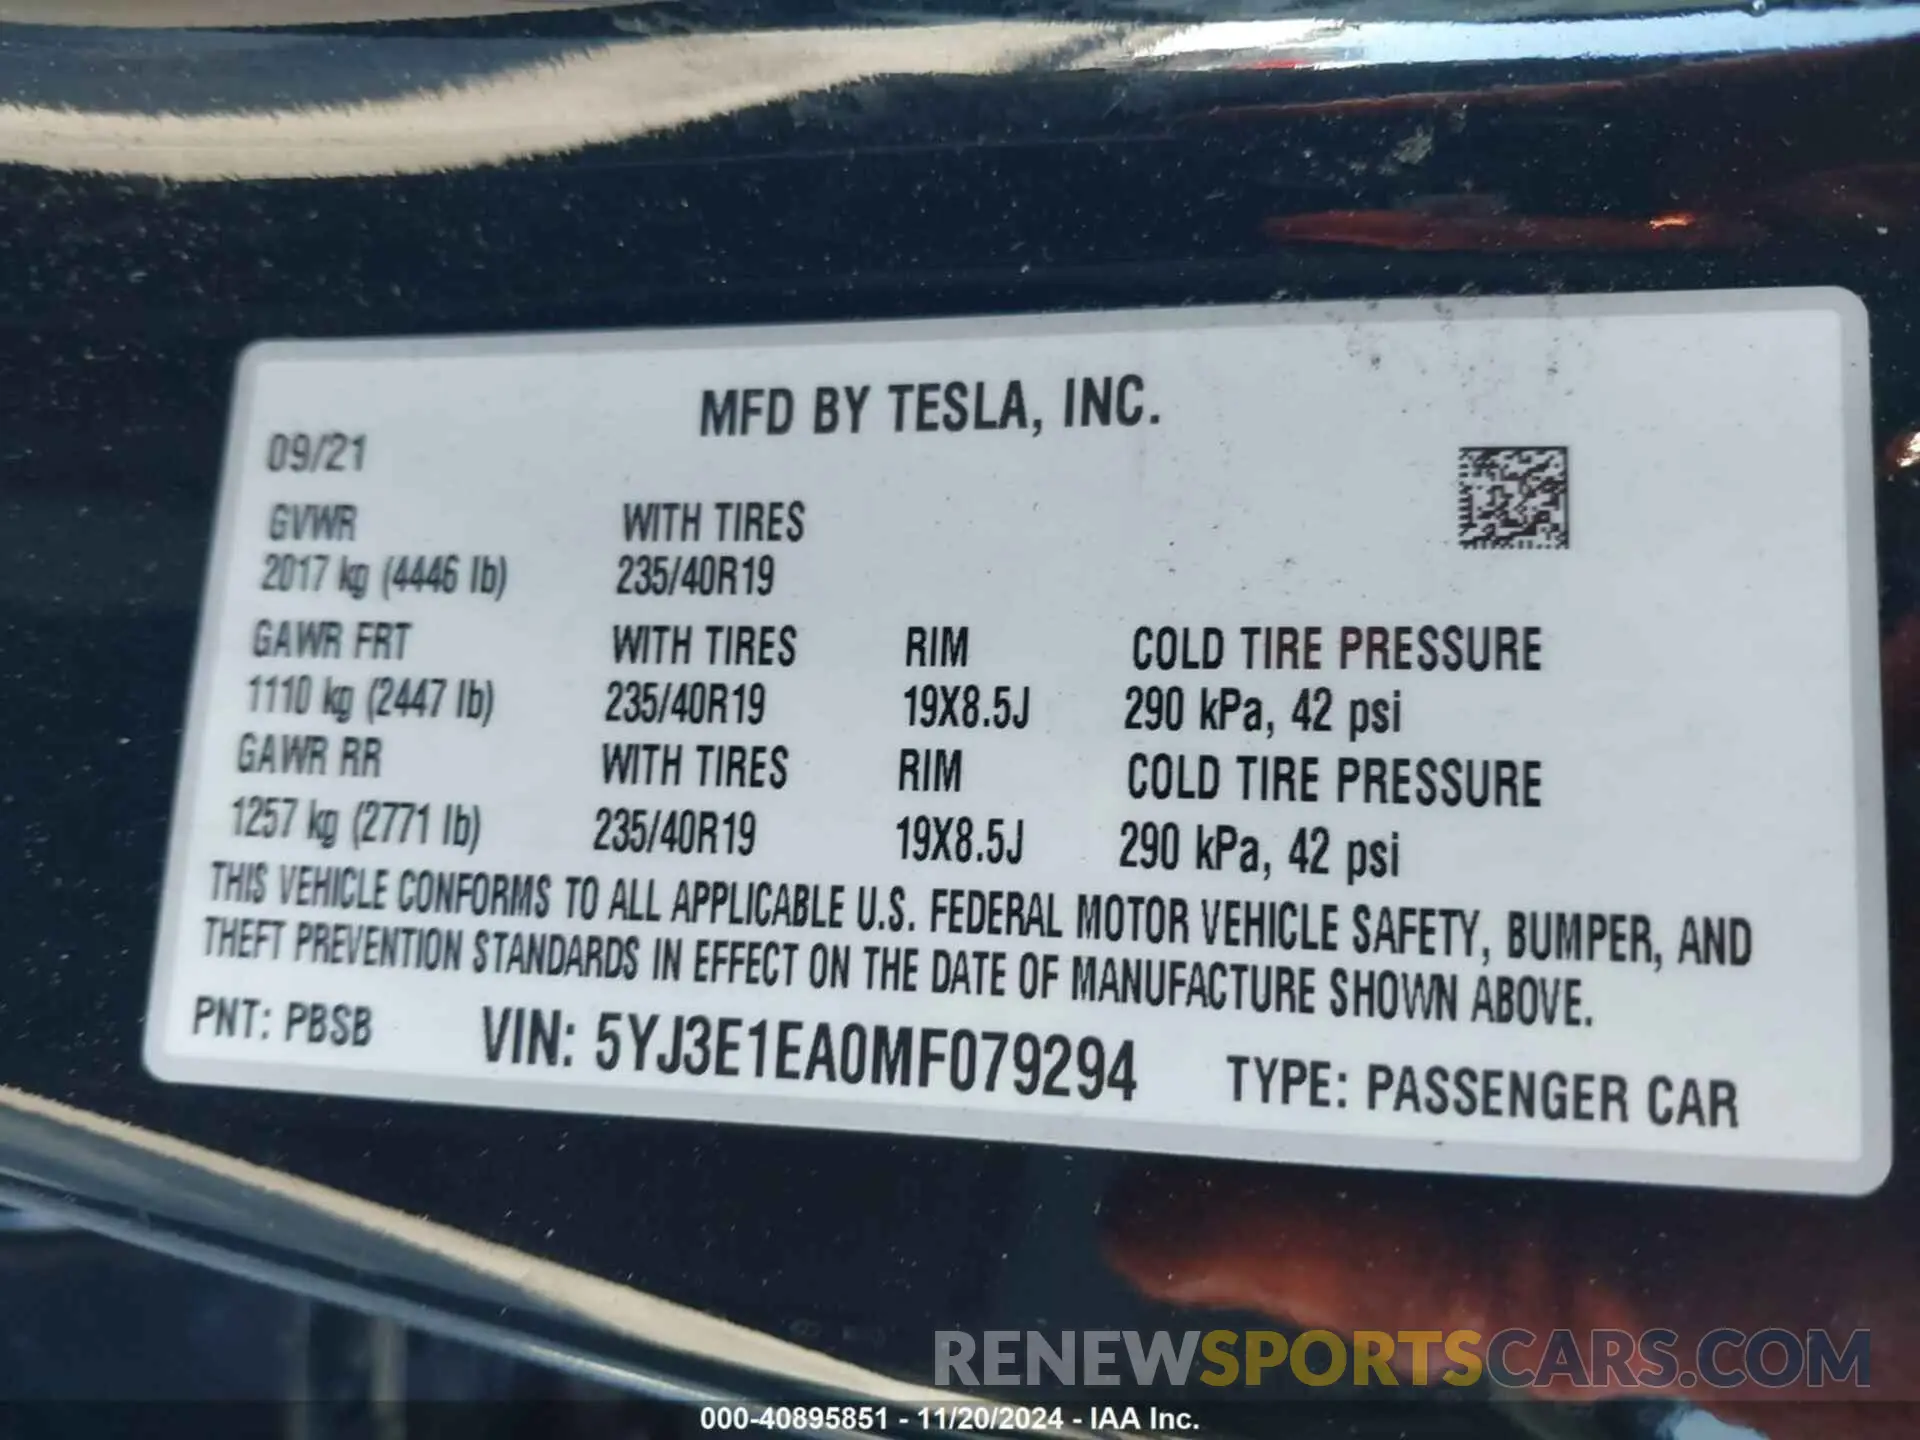 MFD BY TESLA, INC.
09/21
GVWR WITH TIRES
2017 kg (4446 lb) 235/40R19
GAWR FRT WITH TIRES RIM COLD TIRE PRESSURE
1110 kg (2447 lb) 235/40R19 19X8.5J 290 kPa, 42 psi
GAWR RR WITH TIRES RIM COLD TIRE PRESSURE
1257 kg (2771 lb) 235/40R19 19X8.5J 290 kPa, 42 psi
THIS VEHICLE CONFORMS TO ALL APPLICABLE U.S. FEDERAL MOTOR VEHICLE SAFETY, BUMPER, AND
THEFT PREVENTION STANDARDS IN EFFECT ON THE DATE OF MANUFACTURE SHOWN ABOVE.
PNT: PBSB VIN: 5YJ3E1EA0MF079294 TYPE: PASSENGER CAR
RENEWSPORTSCARS.COM
000-40895851 - 11/20/2024 - IAA Inc.